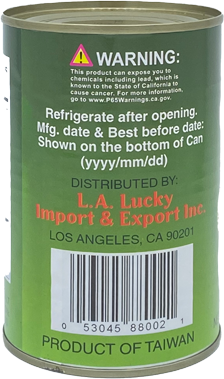 WARNING:
This product can expose you to
chemicals including lead, which is
known to the State of California to
cause cancer. For more information,
go to www.P65Warnings.ca.gov.
Refrigerate after opening.
Mfg. date & Best before date:
Shown on the bottom of Can
(yyyy/mm/dd)
DISTRIBUTED BY:
L.A. Lucky
Import & Export Inc.
LOS ANGELES, CA 90201
0 53045 88002 1
PRODUCT OF TAIWAN